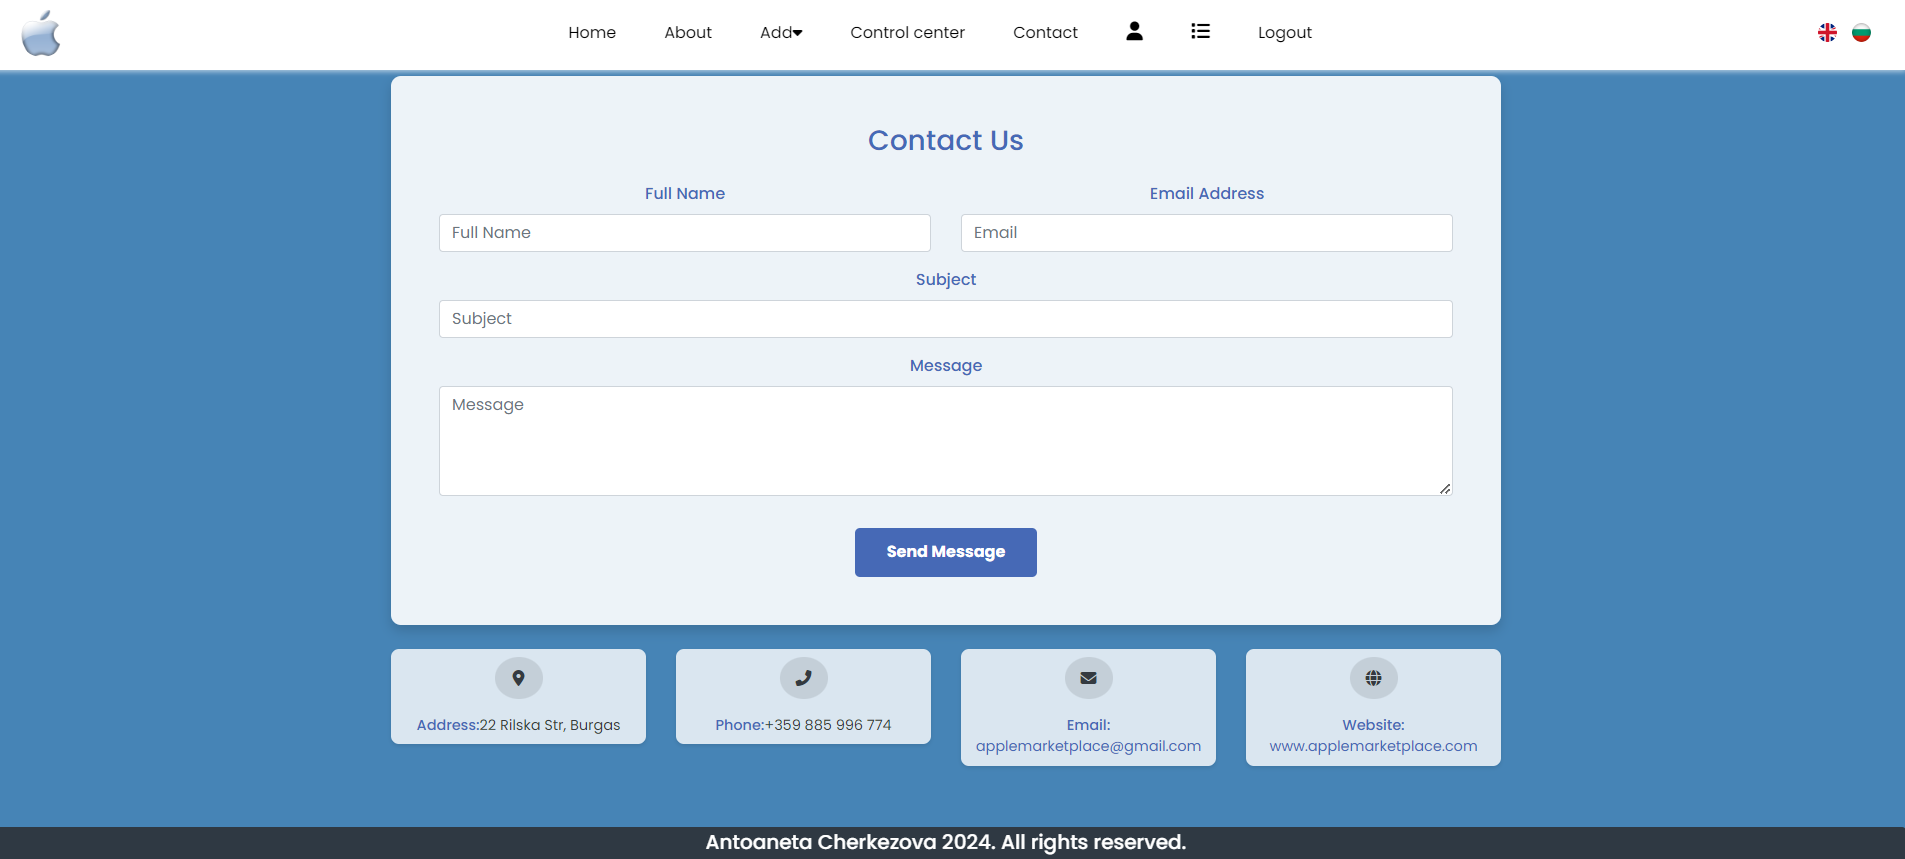 Home About Add Control center Contact Logout
Contact Us
Full Name Email Address
Full Name Email
Subject
Subject
Message
Message
Send Message
Address:22 Rilska Str, Burgas Phone:+359 885 996 774 Email: Website:
applemarketplace@gmail.com www.applemarketplace.com
Antoaneta Cherkezova 2024. All rights reserved.